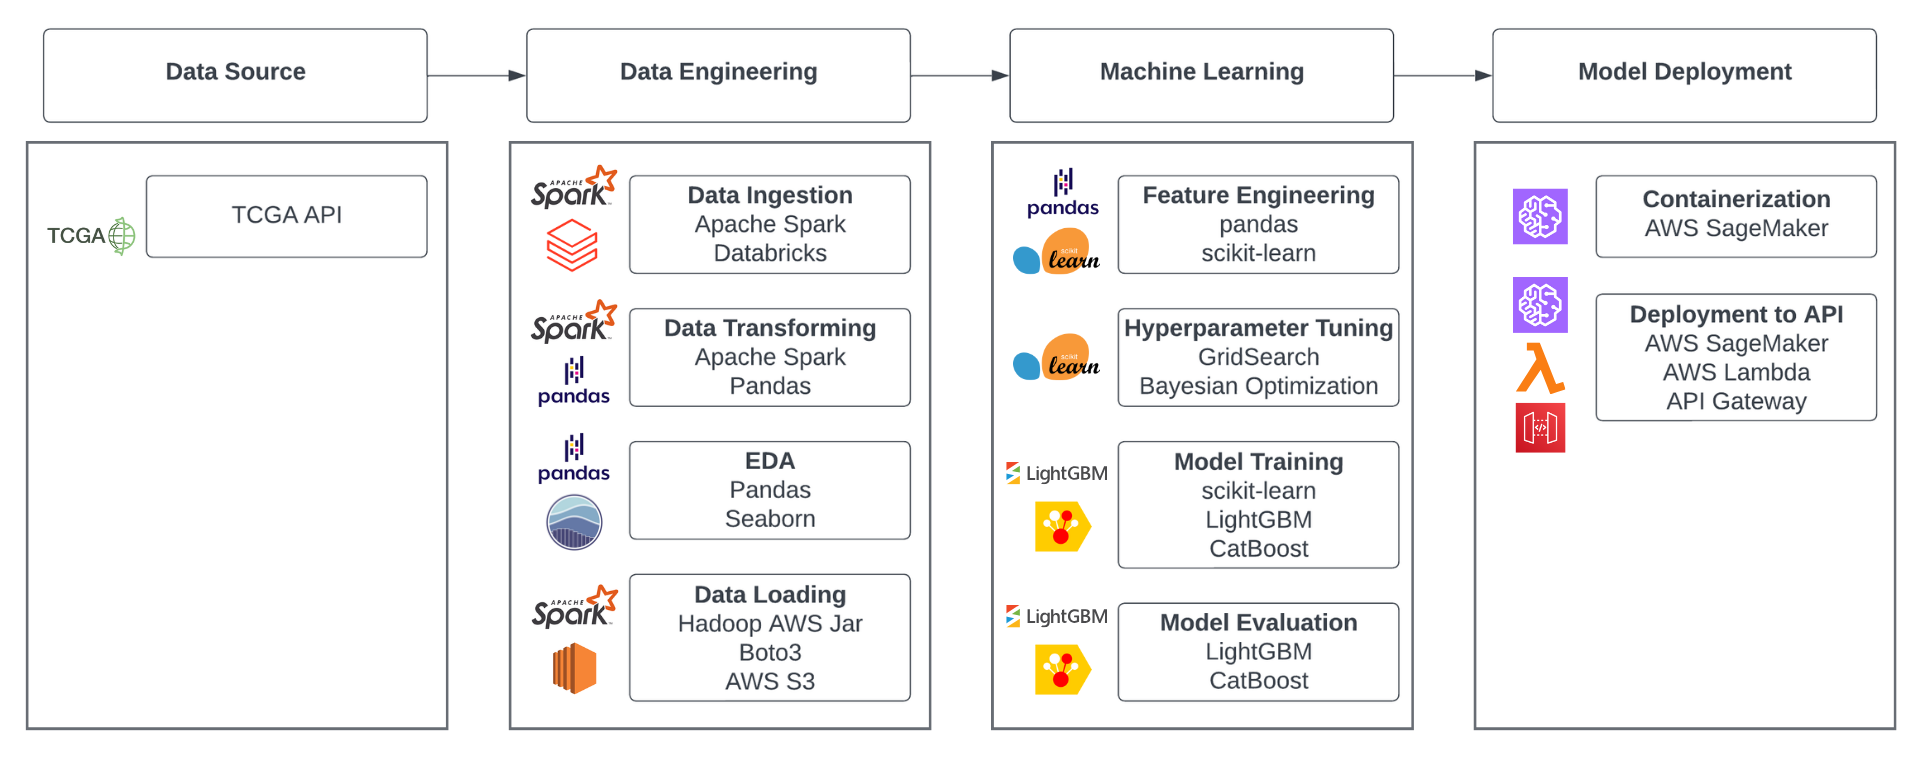 Data Source
Data Engineering
Machine Learning
Model Deployment
TCGA
TCGA API
APACHE
Spark
Data Ingestion
Apache Spark
Databricks
APACHE
Spark
pandas
Data Transforming
Apache Spark
Pandas
pandas
EDA
Pandas
Seaborn
APACHE
Spark
Data Loading
Hadoop AWS Jar
Boto3
AWS S3
pandas
scikit
learn
Feature Engineering
pandas
scikit-learn
scikit
learn
Hyperparameter Tuning
GridSearch
Bayesian Optimization
LightGBM
Model Training
scikit-learn
LightGBM
CatBoost
LightGBM
Model Evaluation
LightGBM
CatBoost
Containerization
AWS SageMaker
</>
Deployment to API
AWS SageMaker
AWS Lambda
API Gateway